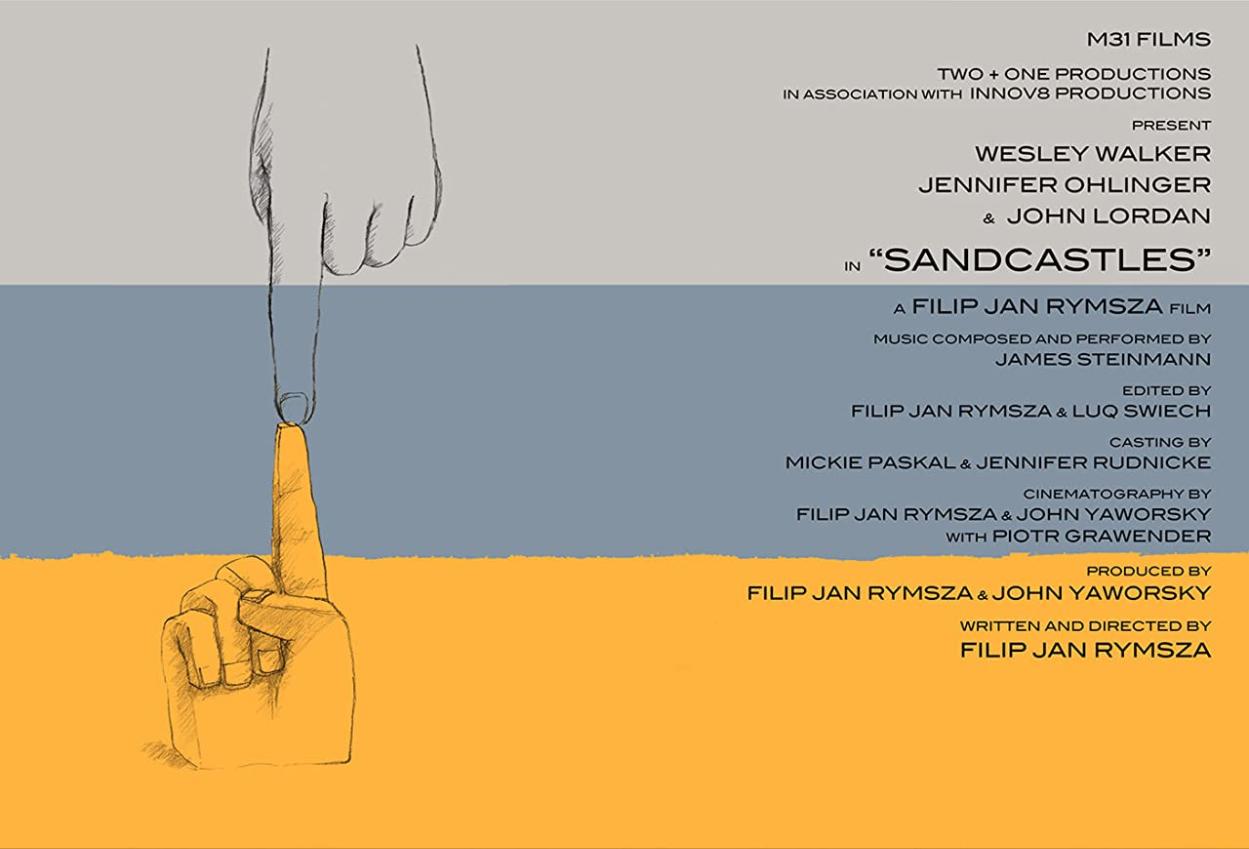 M31 FILMS
TWO + ONE PRODUCTIONS
IN ASSOCIATION WITH INNOV8 PRODUCTIONS
PRESENT
WESLEY WALKER
JENNIFER OHLINGER
& JOHN LORDAN
IN “SANDCASTLES”
A FILIP JAN RYMSZA FILM
MUSIC COMPOSED AND PERFORMED BY
JAMES STEINMANN
EDITED BY
FILIP JAN RYMSZA & LUQ SWIECH
CASTING BY
MICKIE PASKAL & JENNIFER RUDNICKE
CINEMATOGRAPHY BY
FILIP JAN RYMSZA & JOHN YAWORSKY
WITH PIOTR GRAWENDER
PRODUCED BY
FILIP JAN RYMSZA & JOHN YAWORSKY
WRITTEN AND DIRECTED BY
FILIP JAN RYMSZA